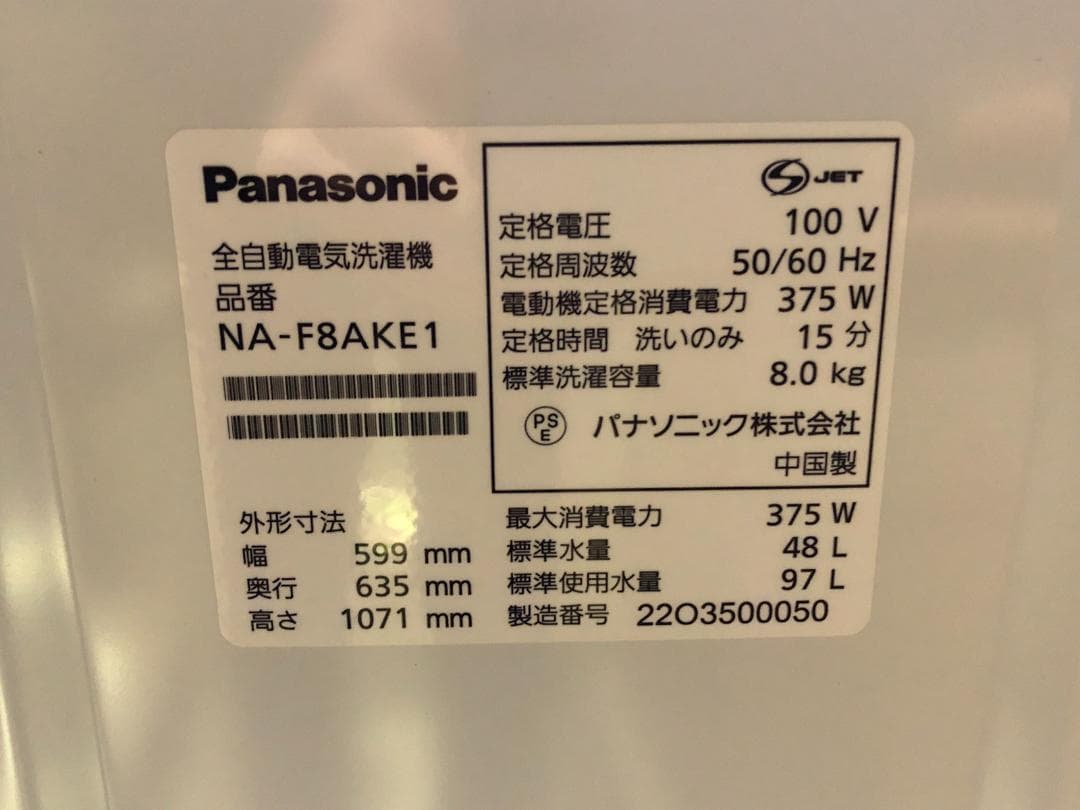 Panasonic
全自動電気洗濯機
品番
NA-F8AKE1
外形寸法
幅 599 mm
奥行 635 mm
高さ 1071 mm
S JET
定格電圧 100 V
定格周波数 50/60 Hz
電動機定格消費電力 375 W
定格時間 洗いのみ 15 分
標準洗濯容量 8.0 kg
PS E パナソニック株式会社
中国製
最大消費電力 375 W
標準水量 48 L
標準使用水量 97 L
製造番号 22O3500050